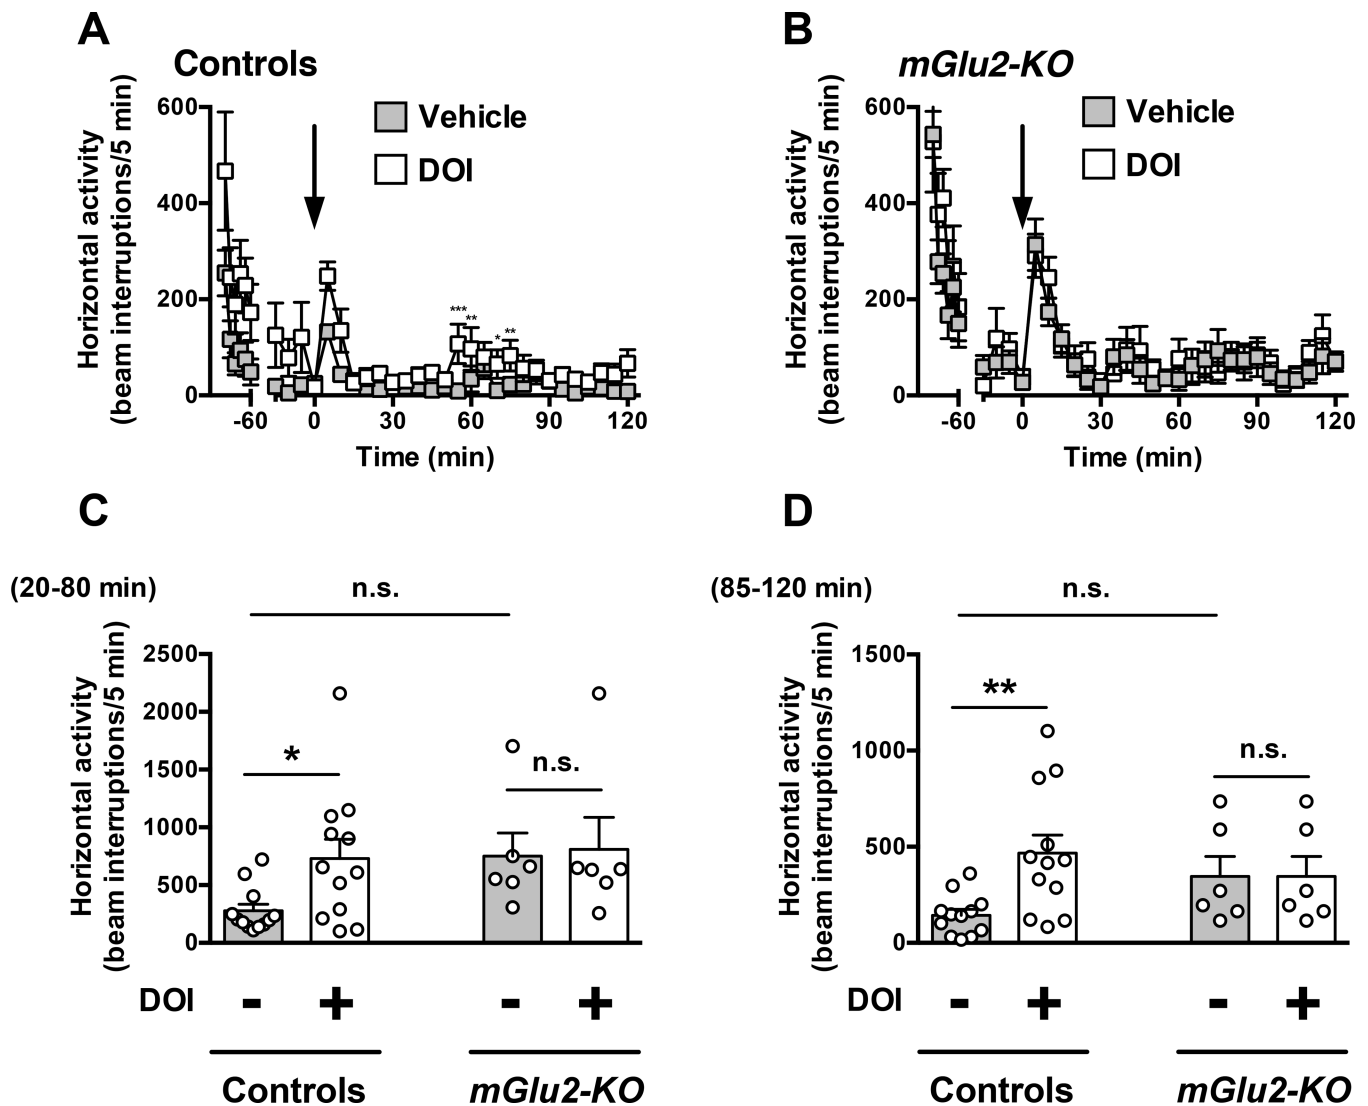 A
Controls
Horizontal activity
(beam interruptions/5 min)
600
400
200
0
Vehicle
DOI
***
**
*
**
-60 0 30 60 90 120
Time (min)
B
mGlu2-KO
Horizontal activity
(beam interruptions/5 min)
600
400
200
0
Vehicle
DOI
-60 0 30 60 90 120
Time (min)
C
(20-80 min)
n.s.
Horizontal activity
(beam interruptions/5 min)
2500
2000
1500
1000
500
0
*
n.s.
DOI - + - +
Controls mGlu2-KO
D
(85-120 min)
n.s.
Horizontal activity
(beam interruptions/5 min)
1500
1000
500
0
**
n.s.
DOI - + - +
Controls mGlu2-KO